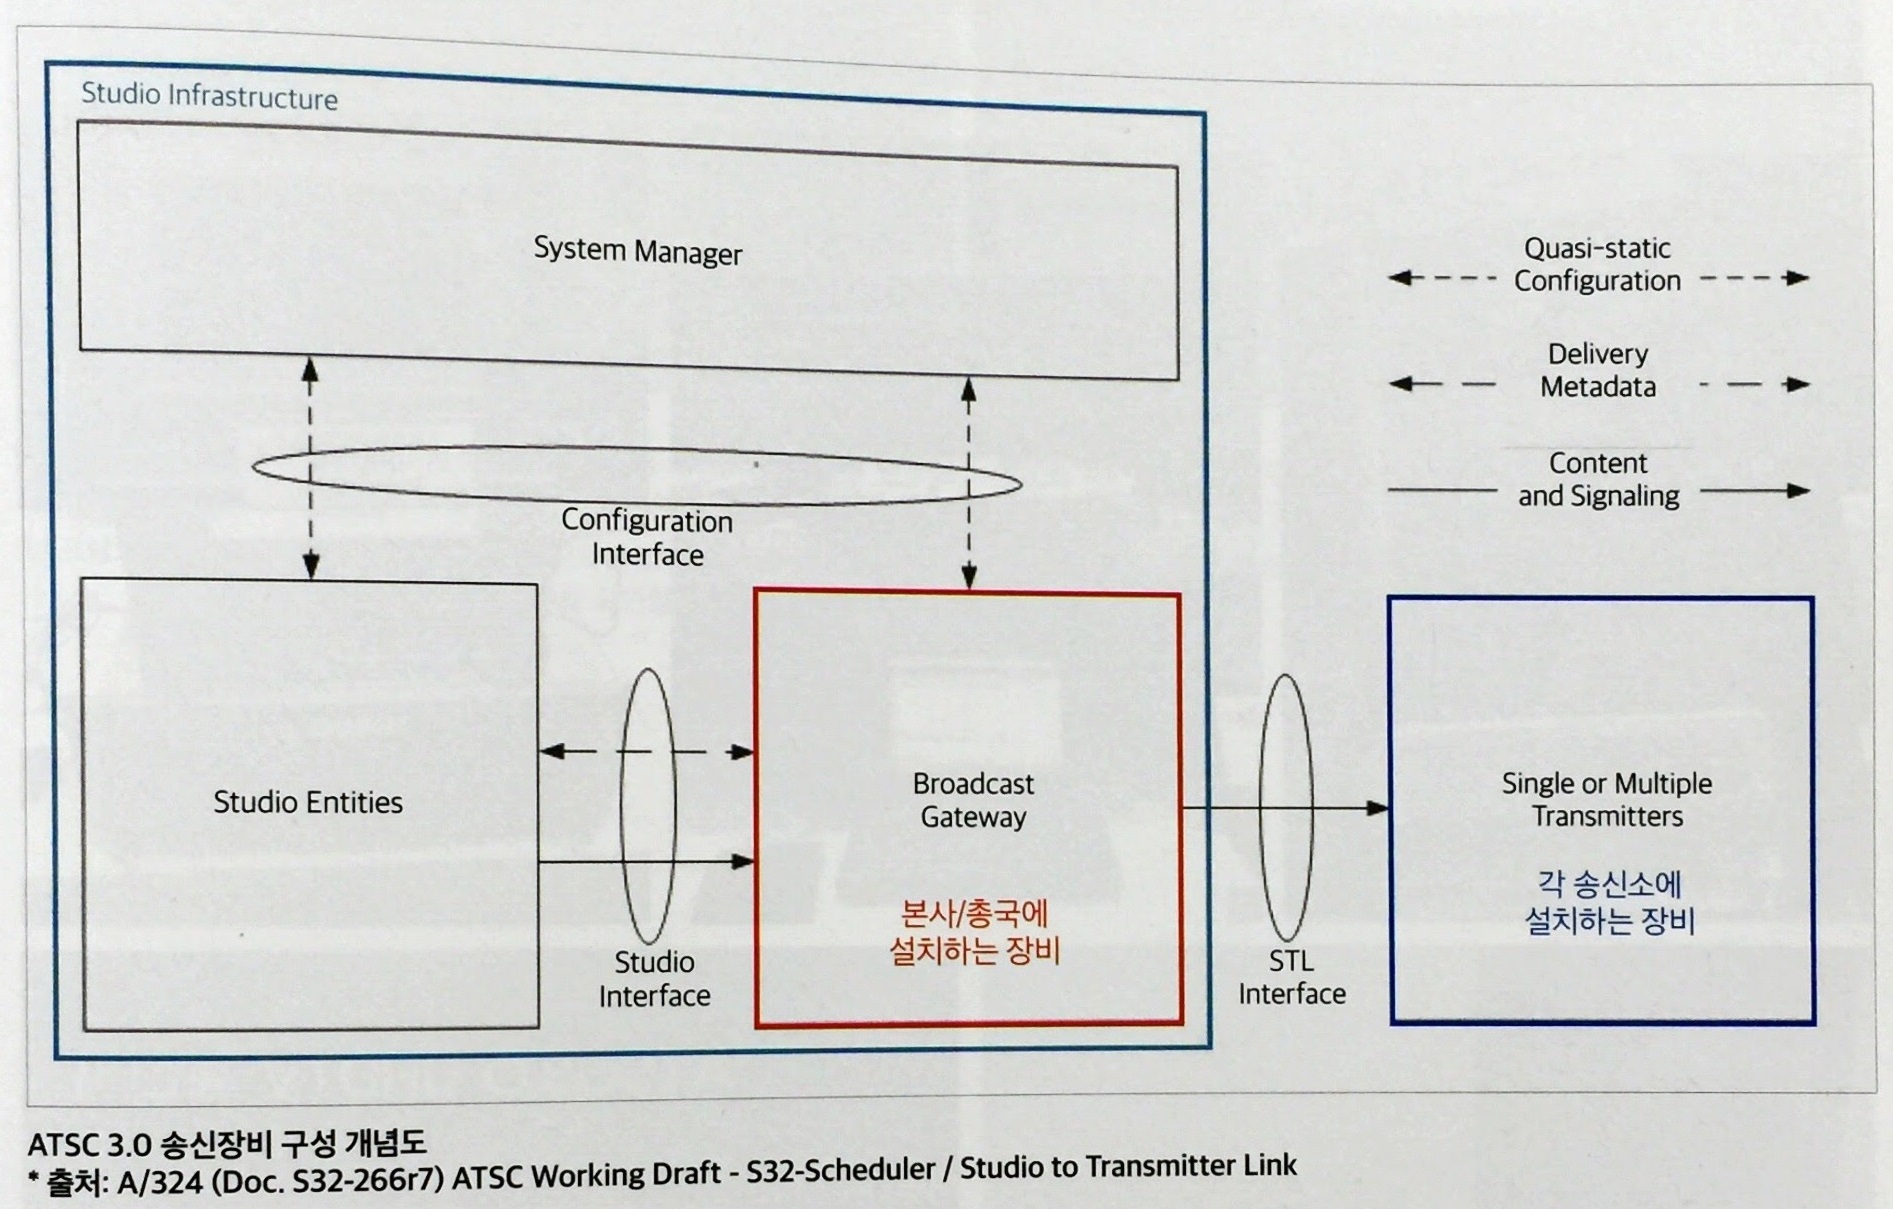 Studio Infrastructure
System Manager
Quasi-static
Configuration
Delivery
Metadata
Content
and Signaling
Configuration
Interface
Studio Entities
Studio
Interface
Broadcast
Gateway
본사/총국에
설치하는 장비
STL
Interface
Single or Multiple
Transmitters
각 송신소에
설치하는 장비
ATSC 3.0 송신장비 구성 개념도
* 출처: A/324 (Doc. S32-266r7) ATSC Working Draft - S32-Scheduler / Studio to Transmitter Link